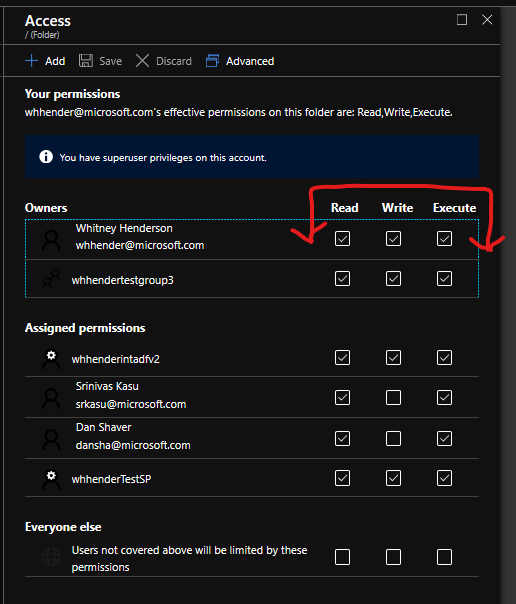 Access
/ (Folder)
Add Save Discard Advanced
Your permissions
whhender@microsoft.com's effective permissions on this folder are: Read,Write,Execute.
You have superuser privileges on this account.
Owners Read Write Execute
Whitney Henderson
whhender@microsoft.com
whhendertestgroup3
Assigned permissions
whhenderintadfv2
Srinivas Kasu
srkasu@microsoft.com
Dan Shaver
dansha@microsoft.com
whhenderTestSP
Everyone else
Users not covered above will be limited by these
permissions